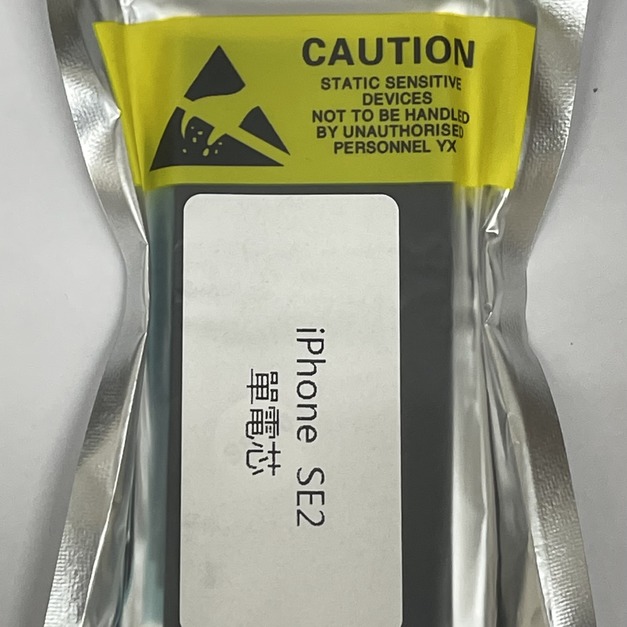 CAUTION
STATIC SENSITIVE
DEVICES
NOT TO BE HANDLED
BY UNAUTHORISED
PERSONNEL YX
iPhone SE2
單電芯